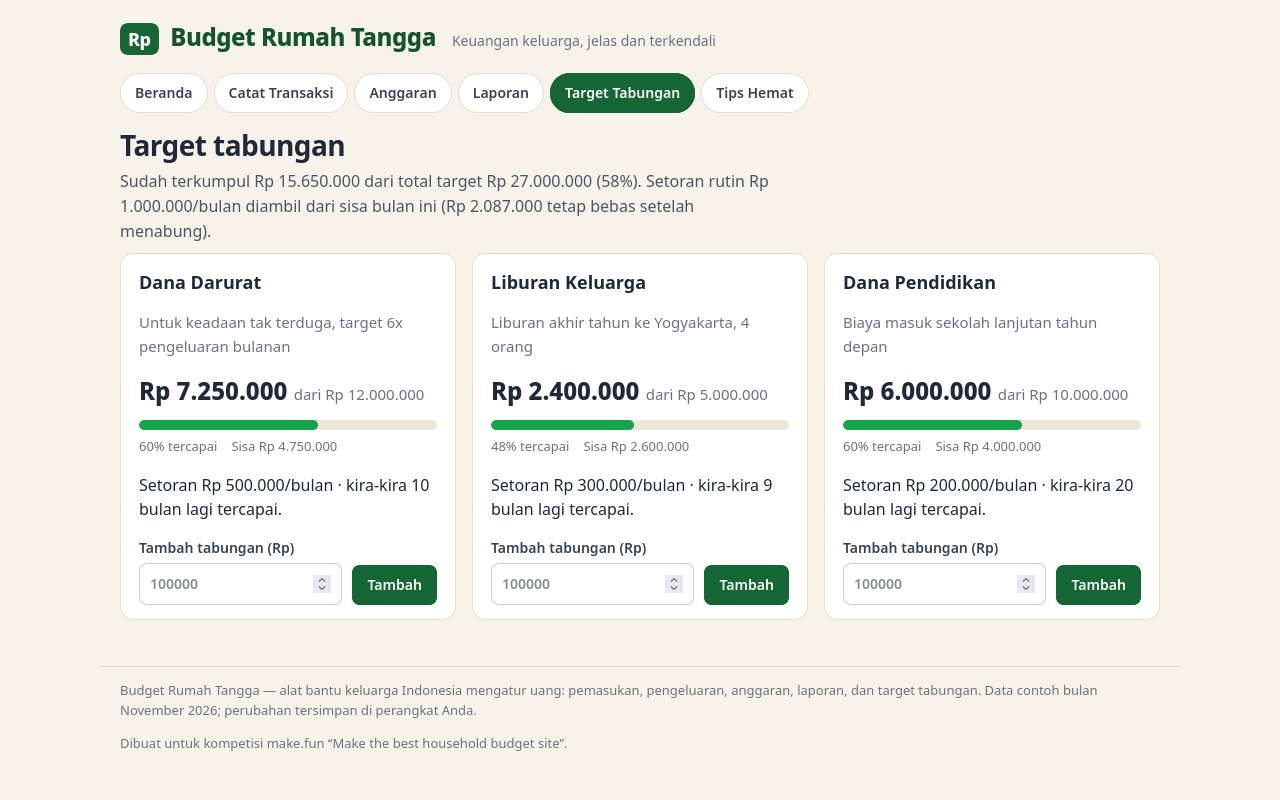 Rp Budget Rumah Tangga Keuangan keluarga, jelas dan terkendali
Beranda Catat Transaksi Anggaran Laporan Target Tabungan Tips Hemat
Target tabungan
Sudah terkumpul Rp 15.650.000 dari total target Rp 27.000.000 (58%). Setoran rutin Rp
1.000.000/bulan diambil dari sisa bulan ini (Rp 2.087.000 tetap bebas setelah
menabung).
Dana Darurat
Untuk keadaan tak terduga, target 6x
pengeluaran bulanan
Rp 7.250.000 dari Rp 12.000.000
60% tercapai Sisa Rp 4.750.000
Setoran Rp 500.000/bulan · kira-kira 10
bulan lagi tercapai.
Tambah tabungan (Rp)
100000 Tambah
Liburan Keluarga
Liburan akhir tahun ke Yogyakarta, 4
orang
Rp 2.400.000 dari Rp 5.000.000
48% tercapai Sisa Rp 2.600.000
Setoran Rp 300.000/bulan · kira-kira 9
bulan lagi tercapai.
Tambah tabungan (Rp)
100000 Tambah
Dana Pendidikan
Biaya masuk sekolah lanjutan tahun
depan
Rp 6.000.000 dari Rp 10.000.000
60% tercapai Sisa Rp 4.000.000
Setoran Rp 200.000/bulan · kira-kira 20
bulan lagi tercapai.
Tambah tabungan (Rp)
100000 Tambah
Budget Rumah Tangga — alat bantu keluarga Indonesia mengatur uang: pemasukan, pengeluaran, anggaran, laporan, dan target tabungan. Data contoh bulan
November 2026; perubahan tersimpan di perangkat Anda.
Dibuat untuk kompetisi make.fun “Make the best household budget site”.